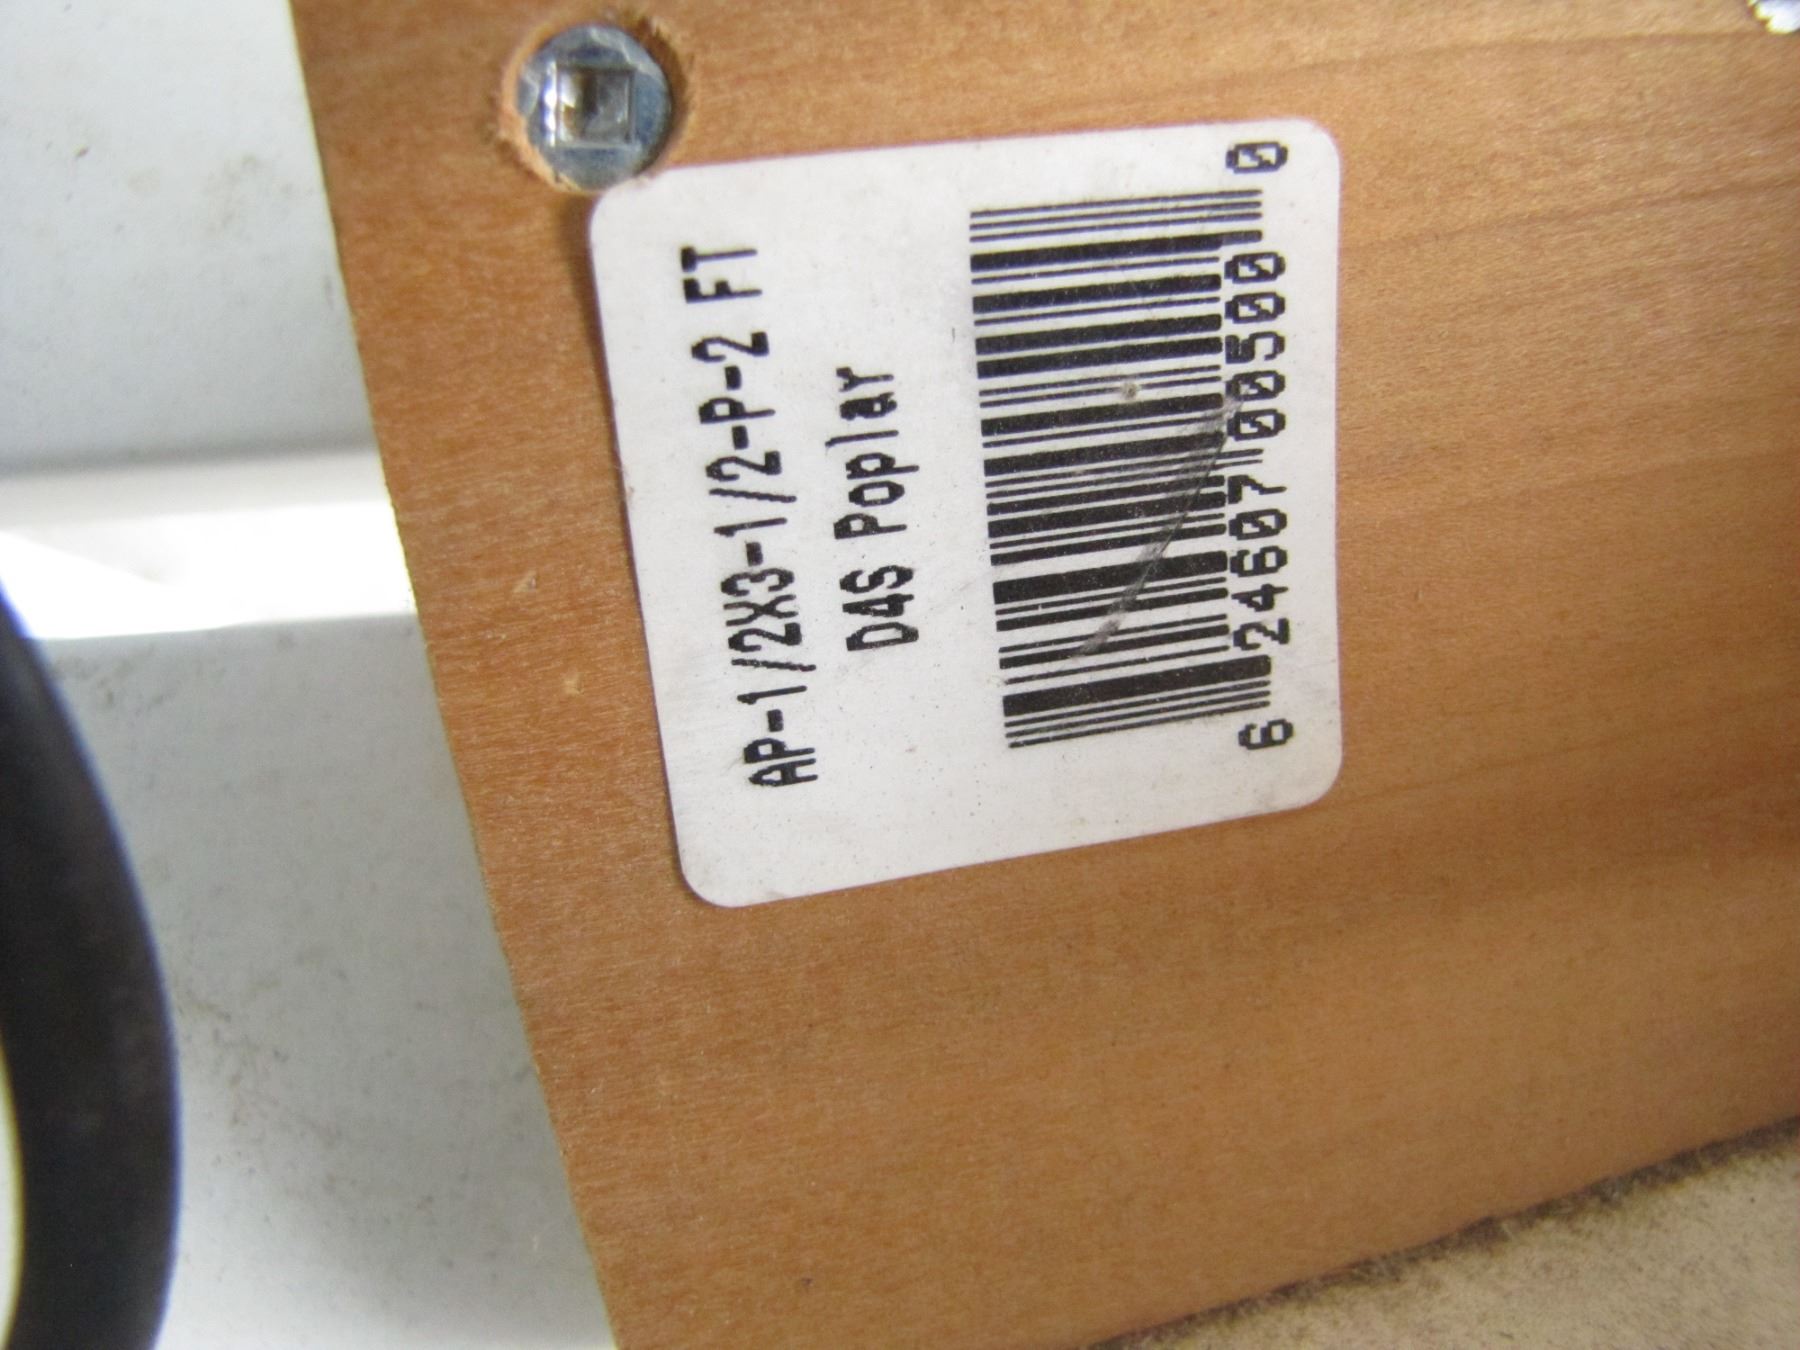 AP-1/2X3-1/2-P-2 FT
D4S Poplar
6 24607 00500 0